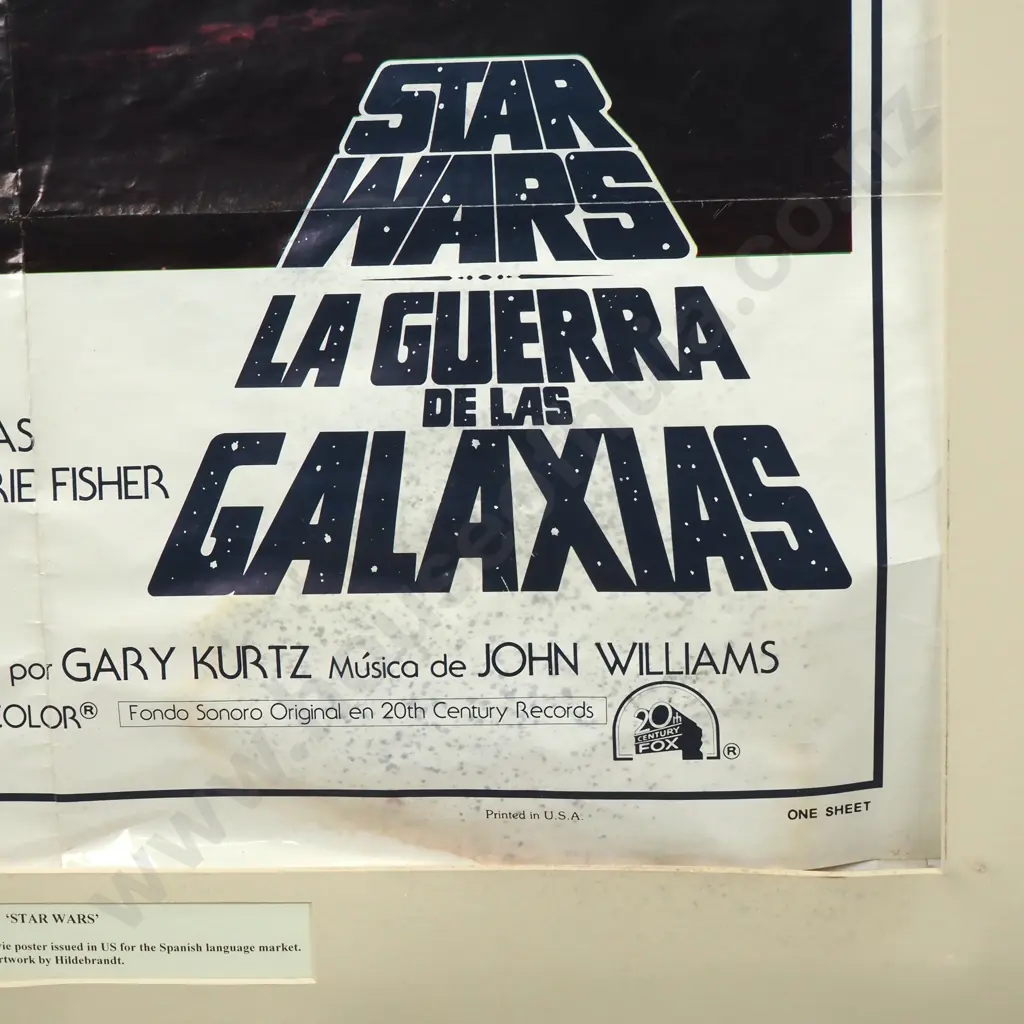 STAR
WARS
LA GUERRA
DE LAS
GALAXIAS
AS
RIE FISHER
por GARY KURTZ Música de JOHN WILLIAMS
COLOR®
Fondo Sonoro Original en 20th Century Records
20th
CENTURY
FOX
®
Printed in U.S.A.
ONE SHEET
'STAR WARS'
ie poster issued in US for the Spanish language market.
rtwork by Hildebrandt.